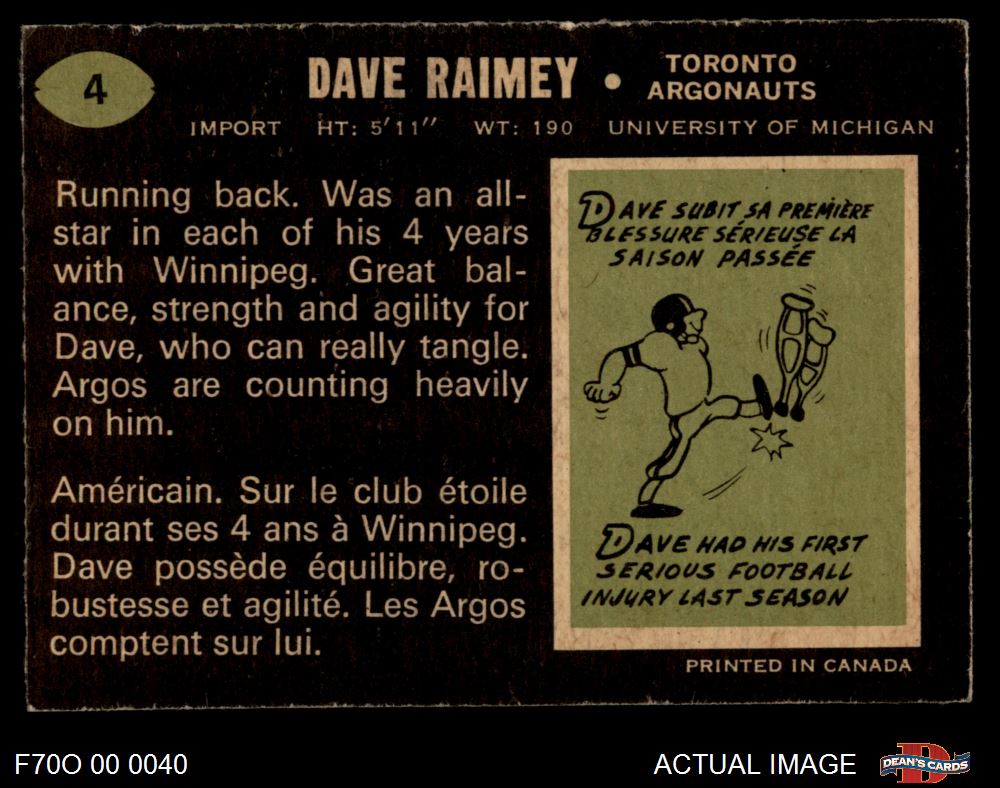 4
DAVE RAIMEY • TORONTO ARGONAUTS
IMPORT HT: 5'11" WT: 190 UNIVERSITY OF MICHIGAN
Running back. Was an all-
star in each of his 4 years
with Winnipeg. Great bal-
ance, strength and agility for
Dave, who can really tangle.
Argos are counting heavily
on him.
Américain. Sur le club étoile
durant ses 4 ans à Winnipeg.
Dave possède équilibre, ro-
bustesse et agilité. Les Argos
comptent sur lui.
DAVE SUBIT SA PREMIÈRE
BLESSURE SÉRIEUSE LA
SAISON PASSÉE
DAVE HAD HIS FIRST
SERIOUS FOOTBALL
INJURY LAST SEASON
PRINTED IN CANADA
F70O 00 0040
ACTUAL IMAGE
DEAN'S CARDS